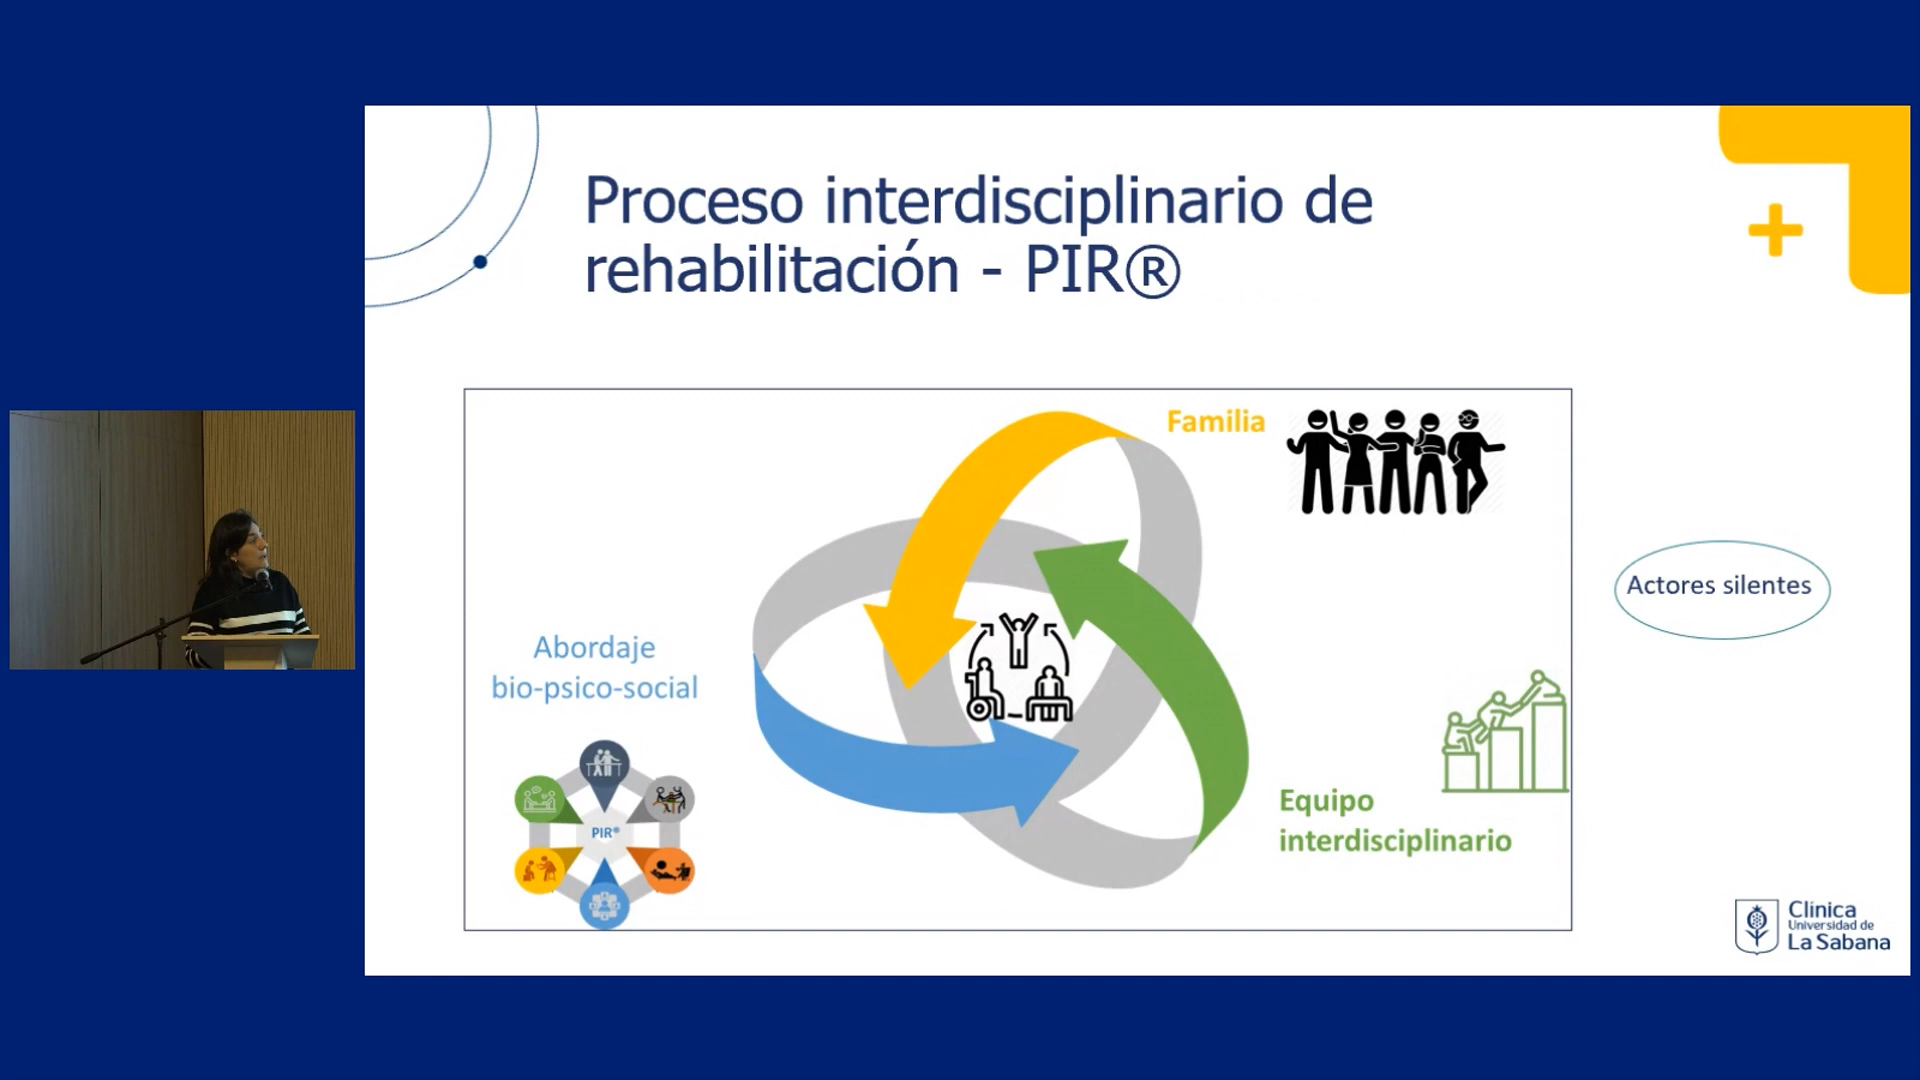 Proceso interdisciplinario de
rehabilitación - PIR®
Familia
Actores silentes
Abordaje
bio-psico-social
PIR®
Equipo
interdisciplinario
Clínica
Universidad de
La Sabana